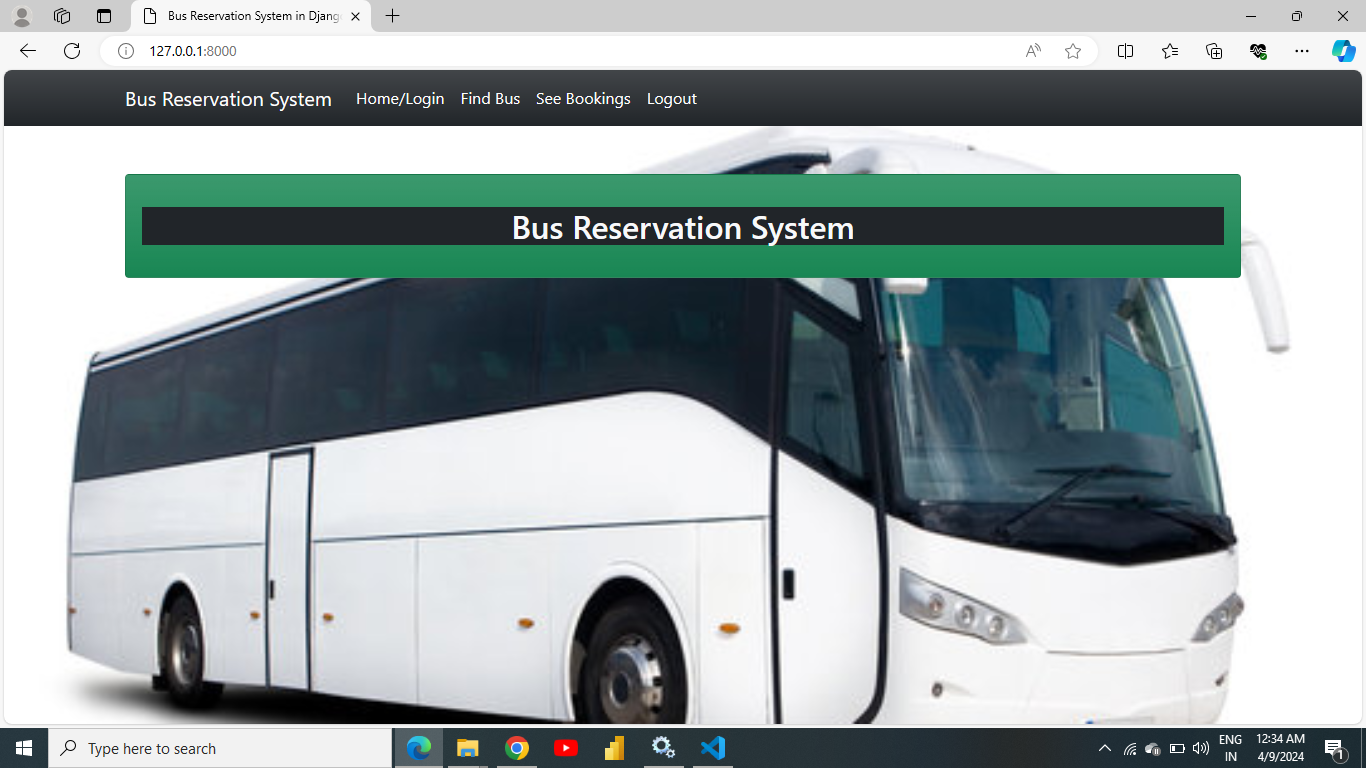 Bus Reservation System in Djang
127.0.0.1:8000
Bus Reservation System Home/Login Find Bus See Bookings Logout
Bus Reservation System
Type here to search
ENG
IN
12:34 AM
4/9/2024
1